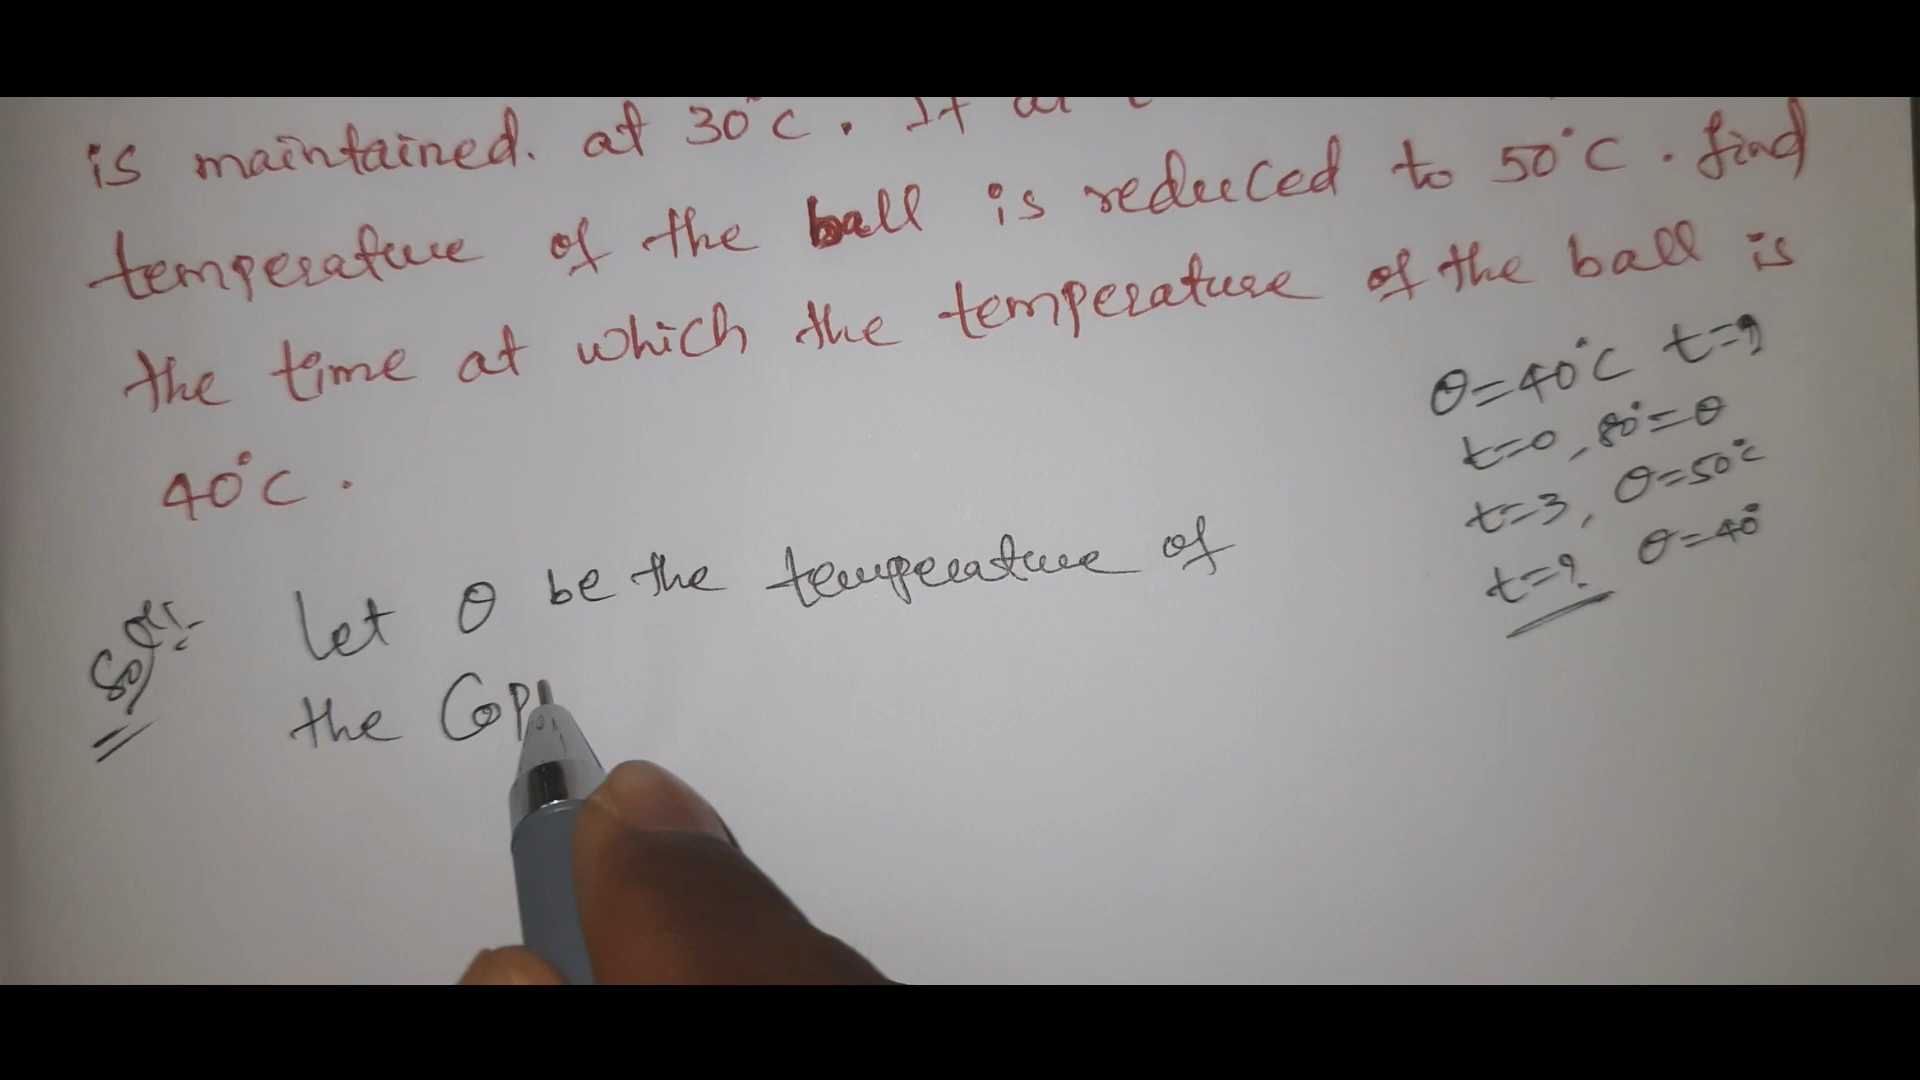 is maintained. at 30°C. If at t
temperature of the ball is reduced to 50°C. find
the time at which the temperature of the ball is
40°C.
θ=40°C t=?
t=0, 80°=θ
t=3, θ=50°C
t=? θ=40°
Sol:- Let θ be the temperature of
the Cop